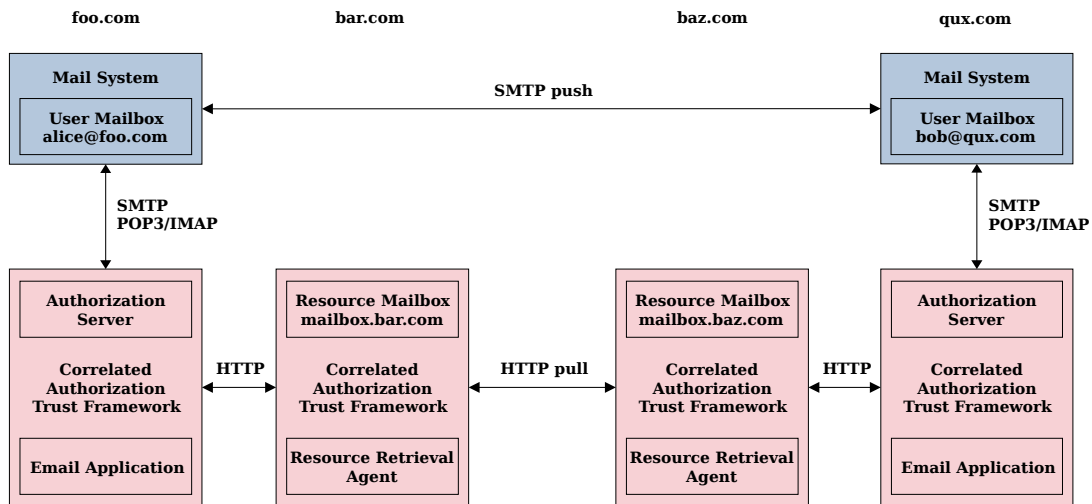 foo.com
bar.com
baz.com
qux.com
Mail System
User Mailbox
alice@foo.com
SMTP push
Mail System
User Mailbox
bob@qux.com
SMTP
POP3/IMAP
SMTP
POP3/IMAP
Authorization
Server
Correlated
Authorization
Trust Framework
Email Application
HTTP
Resource Mailbox
mailbox.bar.com
Correlated
Authorization
Trust Framework
Resource Retrieval
Agent
HTTP pull
Resource Mailbox
mailbox.baz.com
Correlated
Authorization
Trust Framework
Resource Retrieval
Agent
HTTP
Authorization
Server
Correlated
Authorization
Trust Framework
Email Application